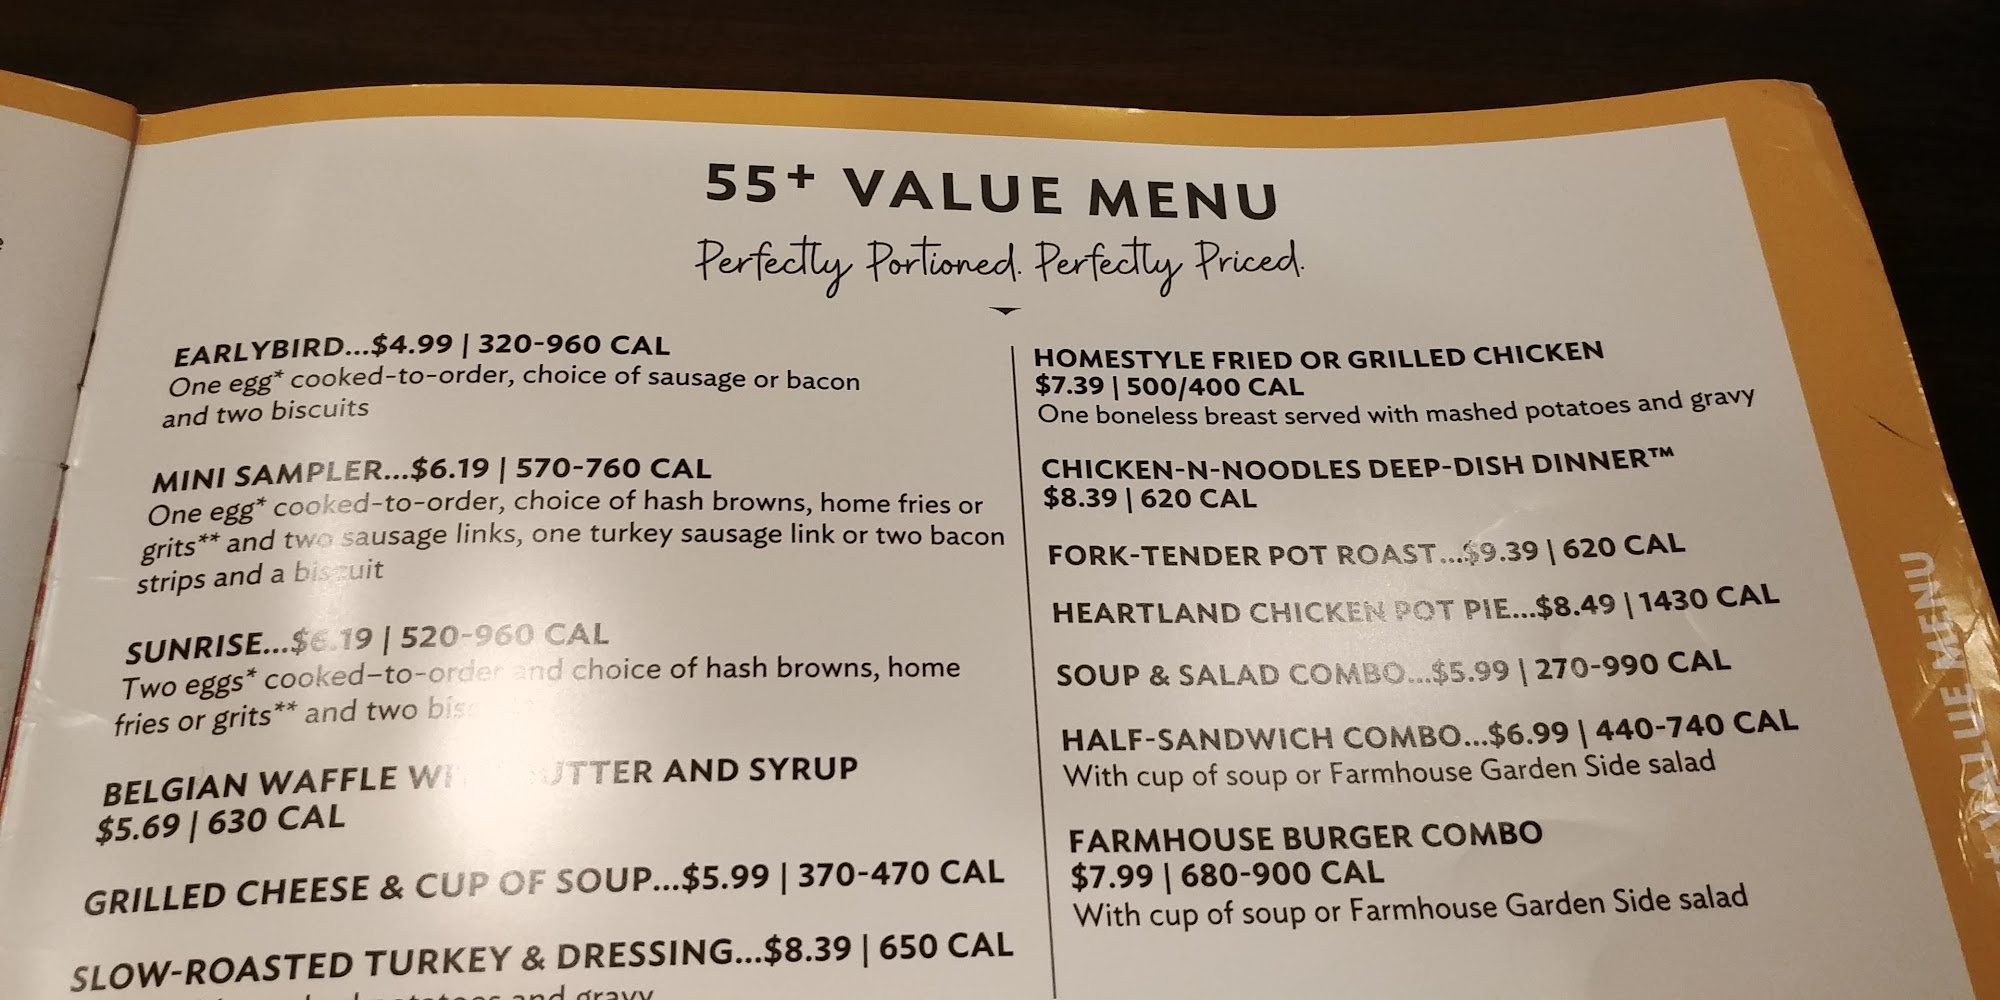 55+ VALUE MENU
Perfectly Portioned. Perfectly Priced.
EARLYBIRD...$4.99 | 320-960 CAL
One egg* cooked-to-order, choice of sausage or bacon
and two biscuits
MINI SAMPLER...$6.19 | 570-760 CAL
One egg* cooked-to-order, choice of hash browns, home fries or
grits** and two sausage links, one turkey sausage link or two bacon
strips and a biscuit
SUNRISE...$6.19 | 520-960 CAL
Two eggs* cooked-to-order and choice of hash browns, home
fries or grits** and two
BELGIAN WAFFLE AND SYRUP
$5.69 | 630 CAL
GRILLED CHEESE & CUP OF SOUP...$5.99 | 370-470 CAL
SLOW-ROASTED TURKEY & DRESSING...$8.39 | 650 CAL
potatoes and gravy
HOMESTYLE FRIED OR GRILLED CHICKEN
$7.39 | 500/400 CAL
One boneless breast served with mashed potatoes and gravy
CHICKEN-N-NOODLES DEEP-DISH DINNER™
$8.39 | 620 CAL
FORK-TENDER POT ROAST...$9.39 | 620 CAL
HEARTLAND CHICKEN POT PIE...$8.49 | 1430 CAL
SOUP & SALAD COMBO...$5.99 | 270-990 CAL
HALF-SANDWICH COMBO...$6.99 | 440-740 CAL
With cup of soup or Farmhouse Garden Side salad
FARMHOUSE BURGER COMBO
$7.99 | 680-900 CAL
With cup of soup or Farmhouse Garden Side salad
VALUE MENU